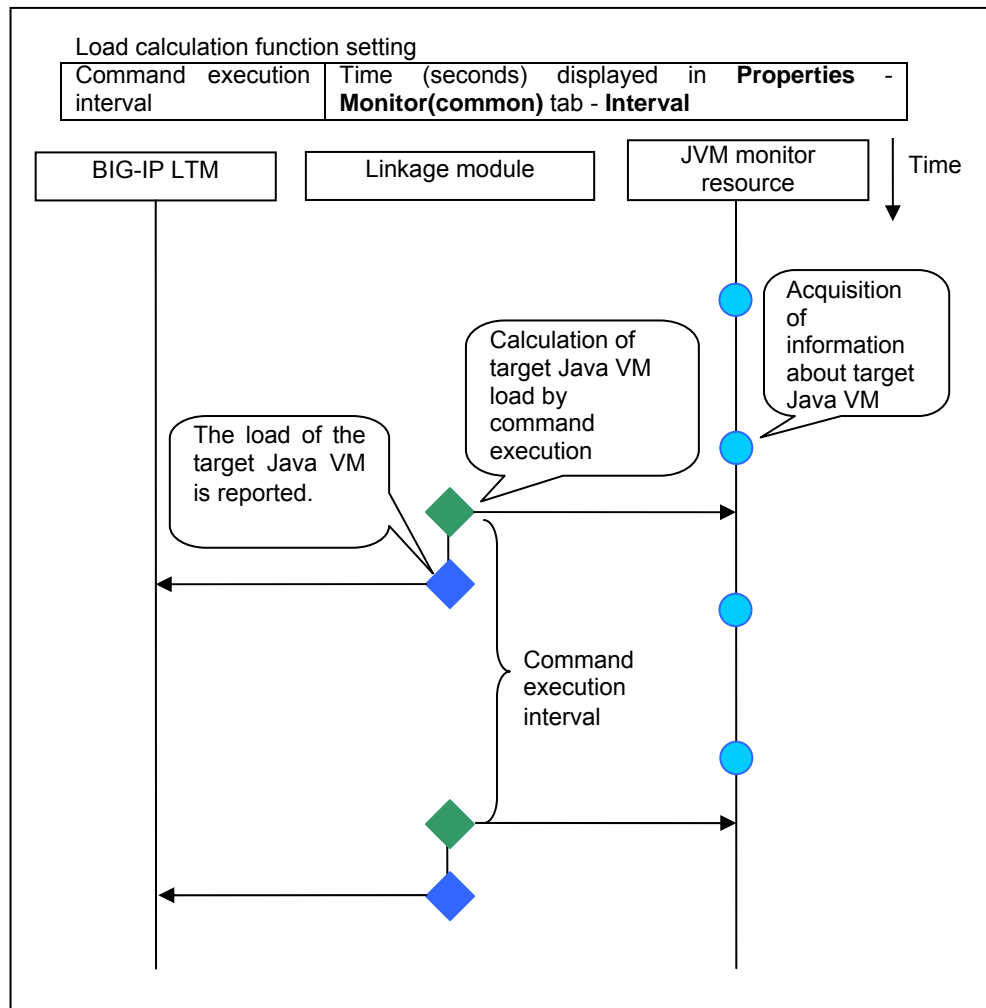 Load calculation function setting
Command execution
interval
Time (seconds) displayed in Properties -
Monitor(common) tab - Interval
BIG-IP LTM
Linkage module
JVM monitor
resource
Time
Acquisition
of
information
about target
Java VM
Calculation of
target Java VM
load by
command
execution
The load of the
target Java VM
is reported.
Command
execution
interval